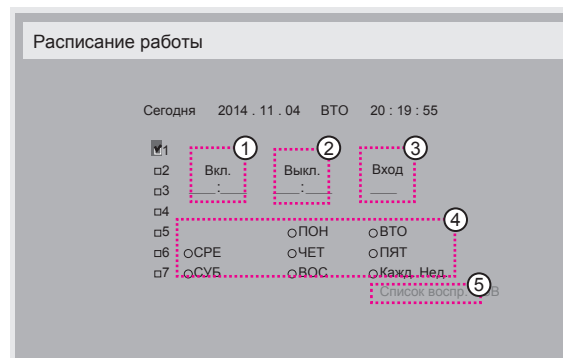 Расписание работы
Сегодня 2014 . 11 . 04 ВТО 20 : 19 : 55
1 1 2 3
2 Вкл. Выкл. Вход
3 __:__ __:__ __
4 4
5 ПОН ВТО
6 СРЕ ЧЕТ ПЯТ
7 СУБ ВОС Кажд. Нед.
Список воспр. 5 В